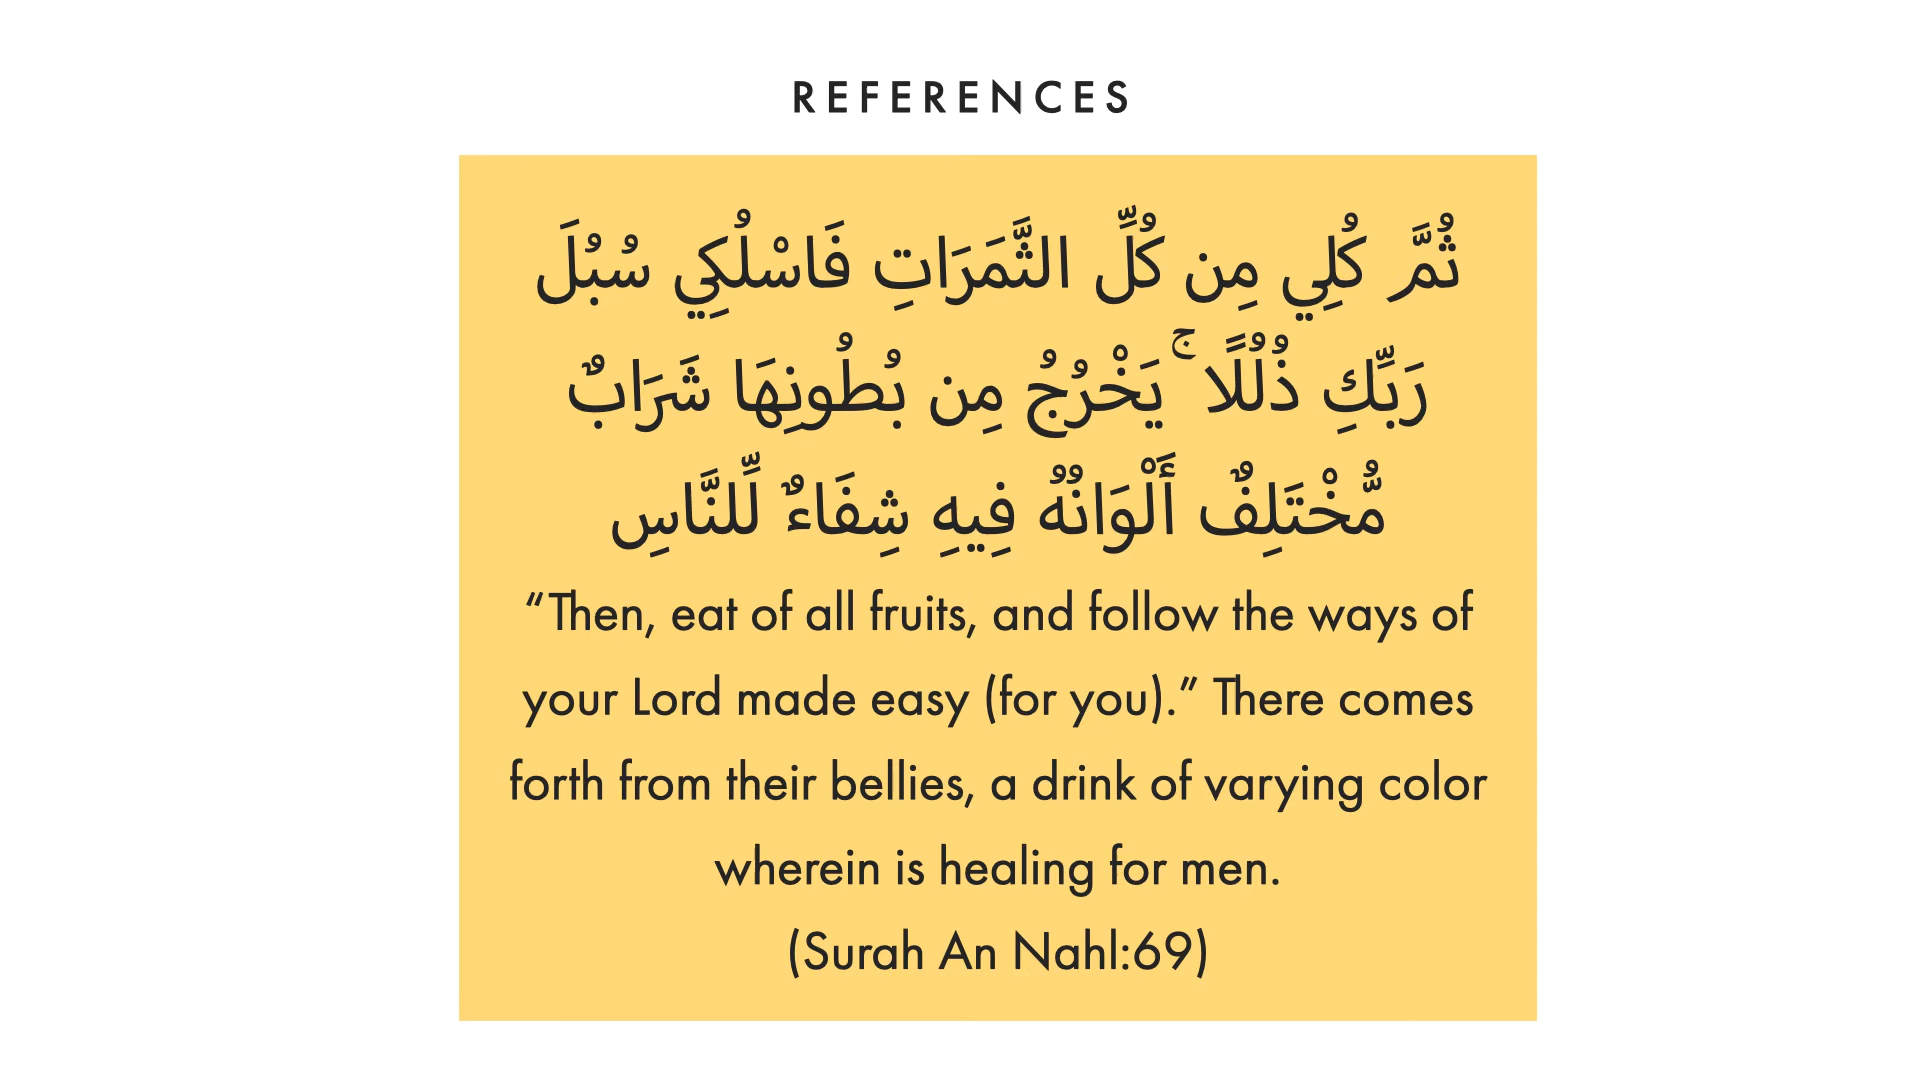 REFERENCES
ثُمَّ كُلِي مِن كُلِّ الثَّمَرَاتِ فَاسْلُكِي سُبُلَ
رَبِّكِ ذُلُلًا ۚ يَخْرُجُ مِن بُطُونِهَا شَرَابٌ
مُّخْتَلِفٌ أَلْوَانُهُ فِيهِ شِفَاءٌ لِّلنَّاسِ
“Then, eat of all fruits, and follow the ways of
your Lord made easy (for you).” There comes
forth from their bellies, a drink of varying color
wherein is healing for men.
(Surah An Nahl:69)